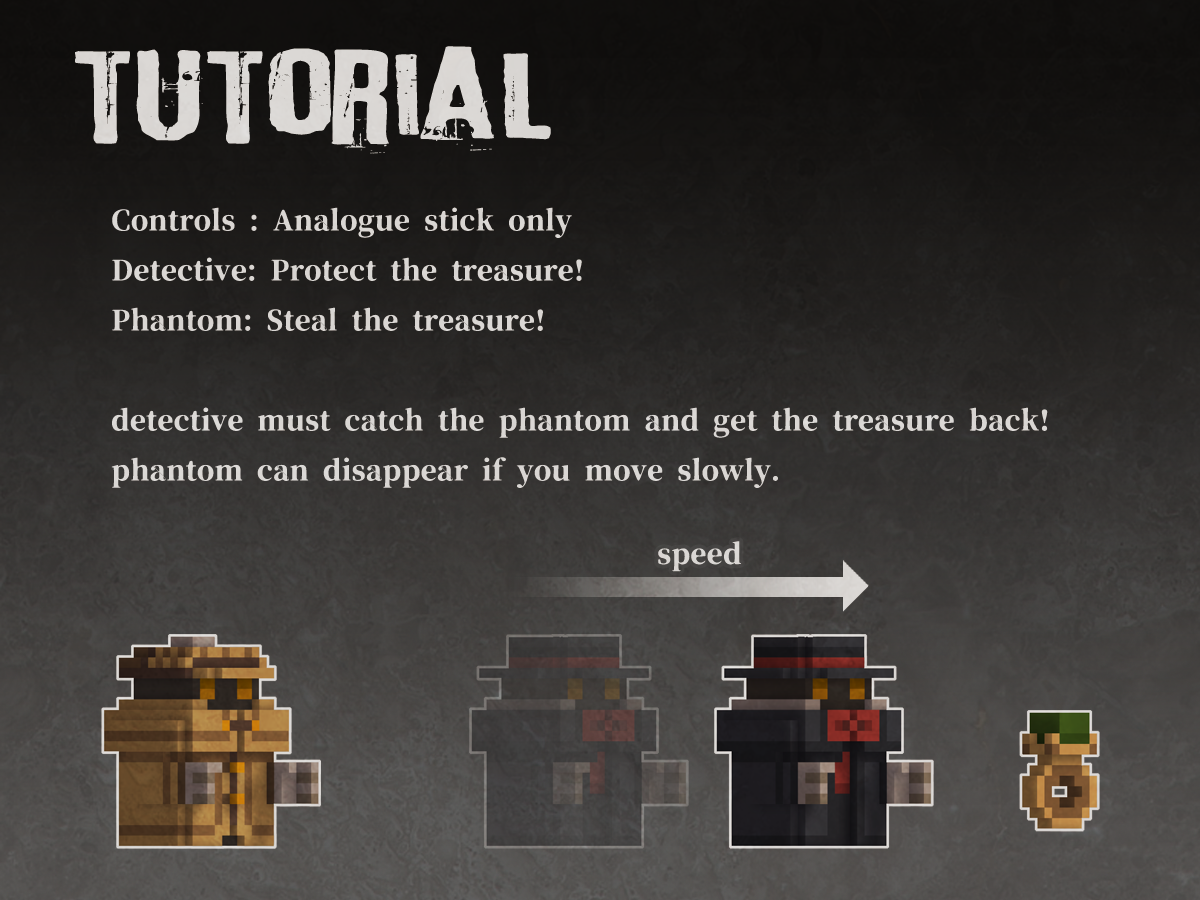 TUTORIAL
Controls : Analogue stick only
Detective: Protect the treasure!
Phantom: Steal the treasure!
detective must catch the phantom and get the treasure back!
phantom can disappear if you move slowly.
speed